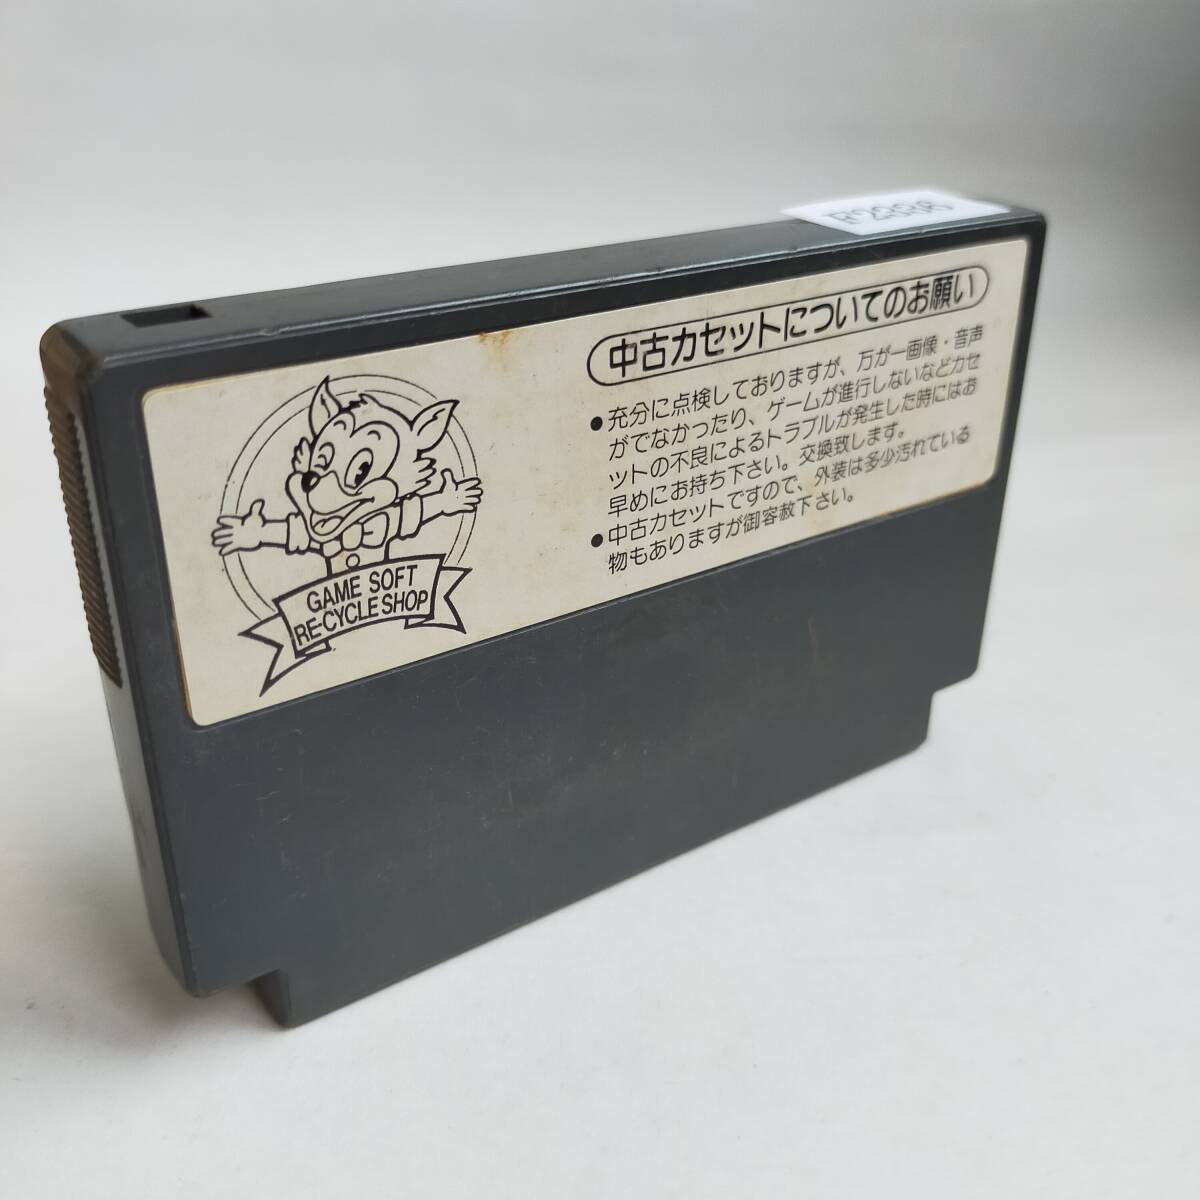 F2336
中古カセットについてのお願い
●充分に点検しておりますが、万が一画像・音声
がでなかったり、ゲームが進行しないなどカセ
ットの不良によるトラブルが発生した時にはお
早めにお持ち下さい。交換致します。
●中古カセットですので、外装は多少汚れている
物もありますが御容赦下さい。
GAME SOFT
RE-CYCLE SHOP